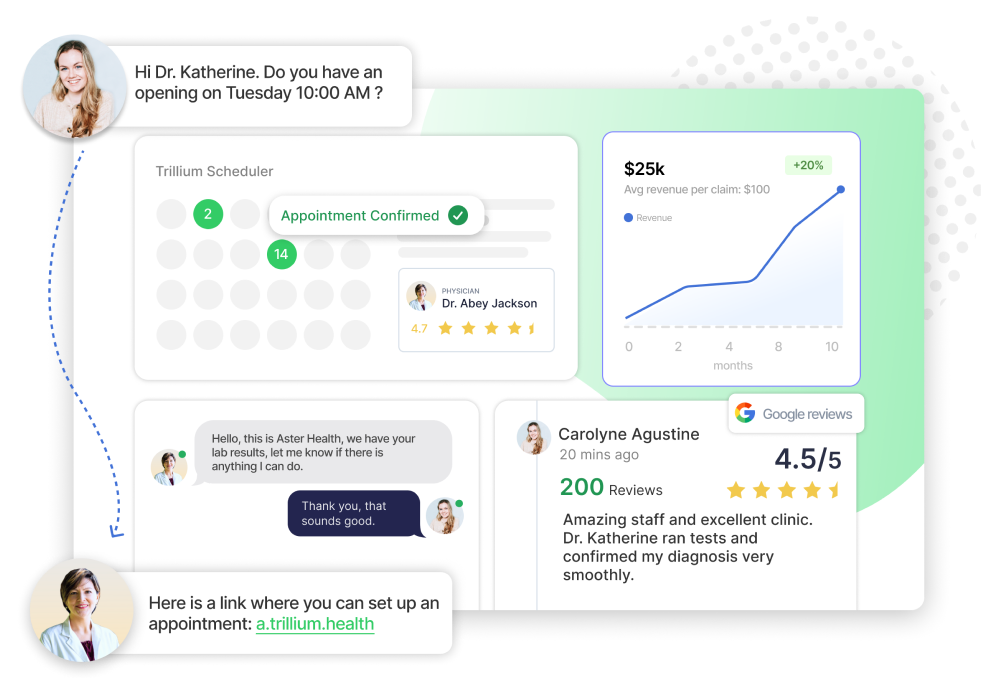 Hi Dr. Katherine. Do you have an
opening on Tuesday 10:00 AM ?
Trillium Scheduler
2
14
Appointment Confirmed
PHYSICIAN
Dr. Abey Jackson
4.7
$25k
+20%
Avg revenue per claim: $100
Revenue
0 2 4 8 10
months
Hello, this is Aster Health, we have your
lab results, let me know if there is
anything I can do.
Thank you, that
sounds good.
Google reviews
Carolyne Agustine
20 mins ago
4.5/5
200 Reviews
Amazing staff and excellent clinic.
Dr. Katherine ran tests and
confirmed my diagnosis very
smoothly.
Here is a link where you can set up an
appointment: a.trillium.health